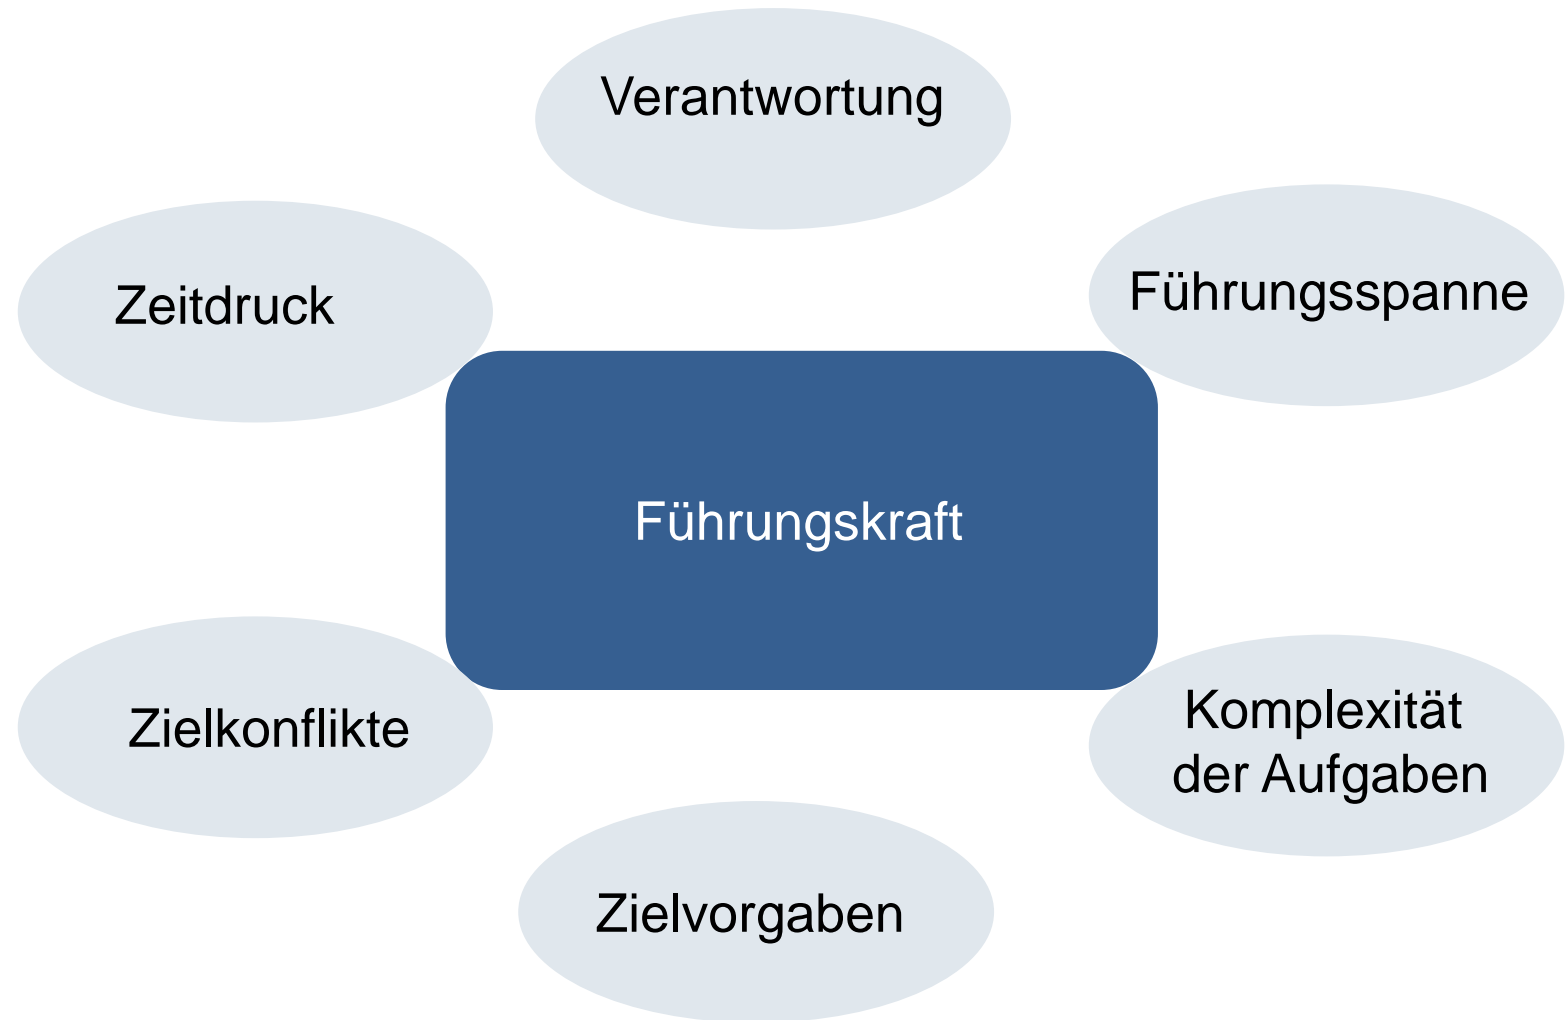 Verantwortung
Zeitdruck
Führungsspanne
Führungskraft
Zielkonflikte
Komplexität
der Aufgaben
Zielvorgaben